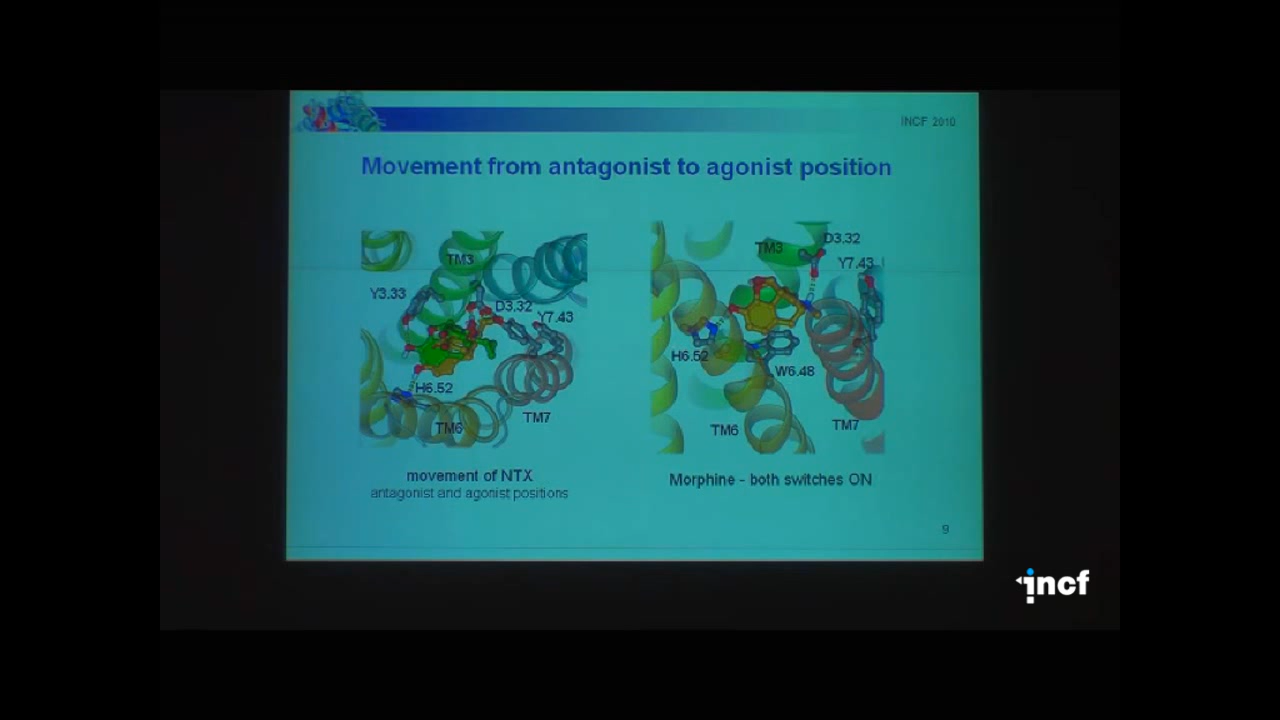 INCF 2010
Movement from antagonist to agonist position
TM3
Y3.33
D3.32
Y7.43
H6.52
TM7
TM6
movement of NTX
antagonist and agonist positions
TM3
D3.32
Y7.43
H6.52
W6.48
TM6
TM7
Morphine - both switches ON
9
incf